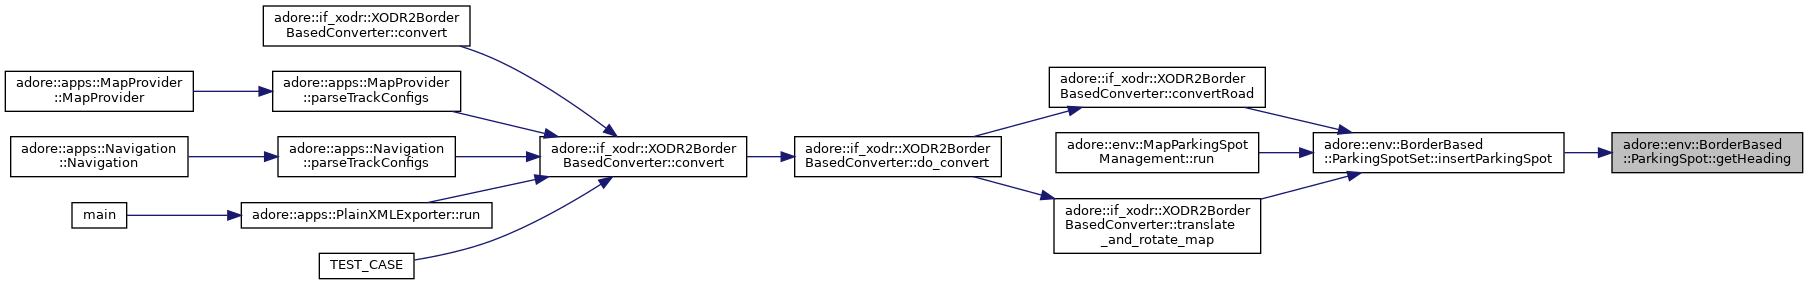 adore::if_xodr::XODR2Border
BasedConverter::convert
adore::apps::MapProvider
::MapProvider
adore::apps::MapProvider
::parseTrackConfigs
adore::apps::Navigation
::Navigation
adore::apps::Navigation
::parseTrackConfigs
main
adore::apps::PlainXMLExporter::run
TEST_CASE
adore::if_xodr::XODR2Border
BasedConverter::convert
adore::if_xodr::XODR2Border
BasedConverter::do_convert
adore::if_xodr::XODR2Border
BasedConverter::convertRoad
adore::env::MapParkingSpot
Management::run
adore::if_xodr::XODR2Border
BasedConverter::translate
_and_rotate_map
adore::env::BorderBased
::ParkingSpotSet::insertParkingSpot
adore::env::BorderBased
::ParkingSpot::getHeading